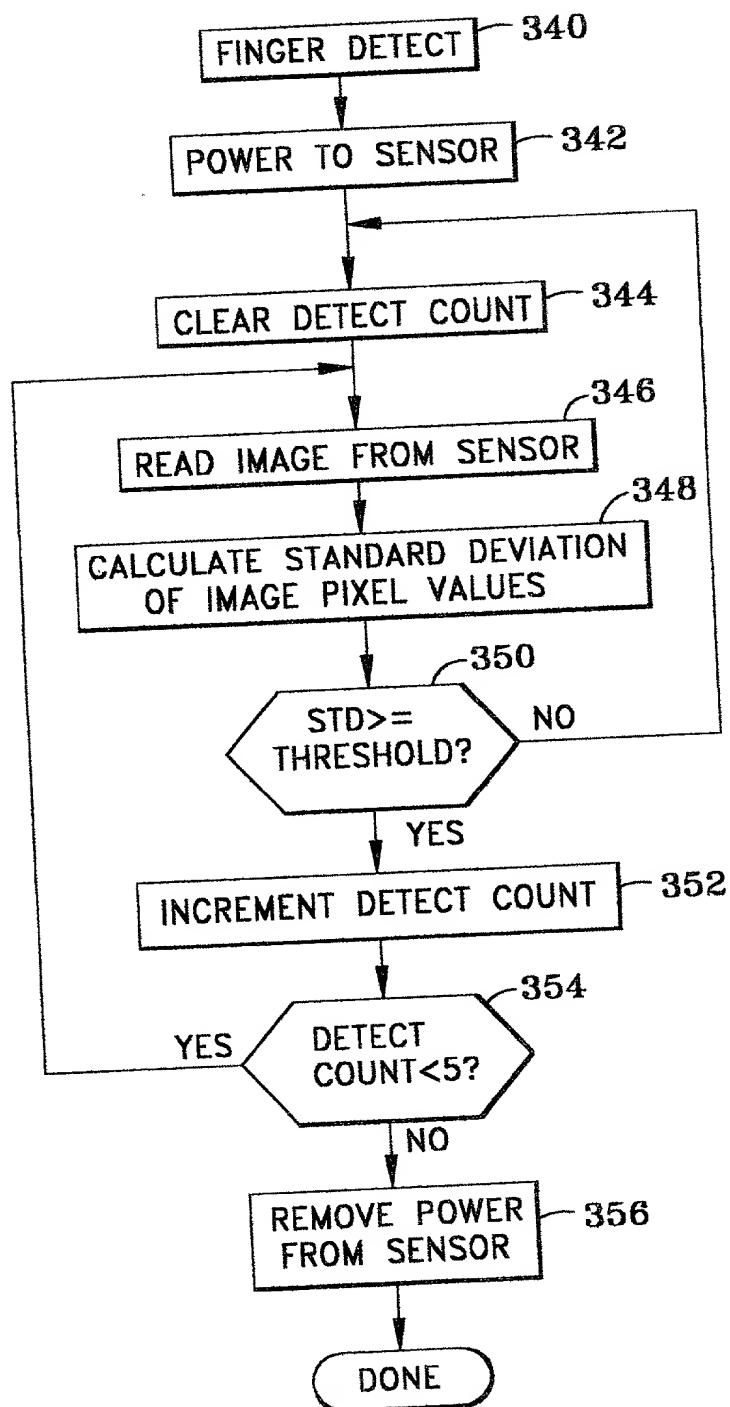 FINGER DETECT
340
POWER TO SENSOR
342
CLEAR DETECT COUNT
344
346
READ IMAGE FROM SENSOR
348
CALCULATE STANDARD DEVIATION
OF IMAGE PIXEL VALUES
350
STD>=
THRESHOLD?
NO
YES
INCREMENT DETECT COUNT
352
354
YES
DETECT
COUNT<5?
NO
REMOVE POWER
FROM SENSOR
356
DONE